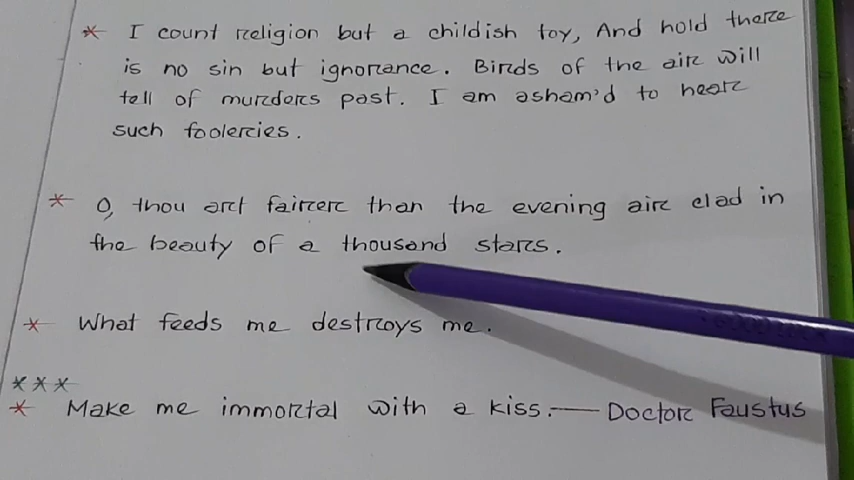 * I count religion but a childish toy, And hold there
is no sin but ignorance. Birds of the air will
tell of murders past. I am asham'd to hear
such fooleries.
* O, thou art fairer than the evening air clad in
the beauty of a thousand stars.
* What feeds me destroys me.
***
* Make me immortal with a kiss.— Doctor Faustus